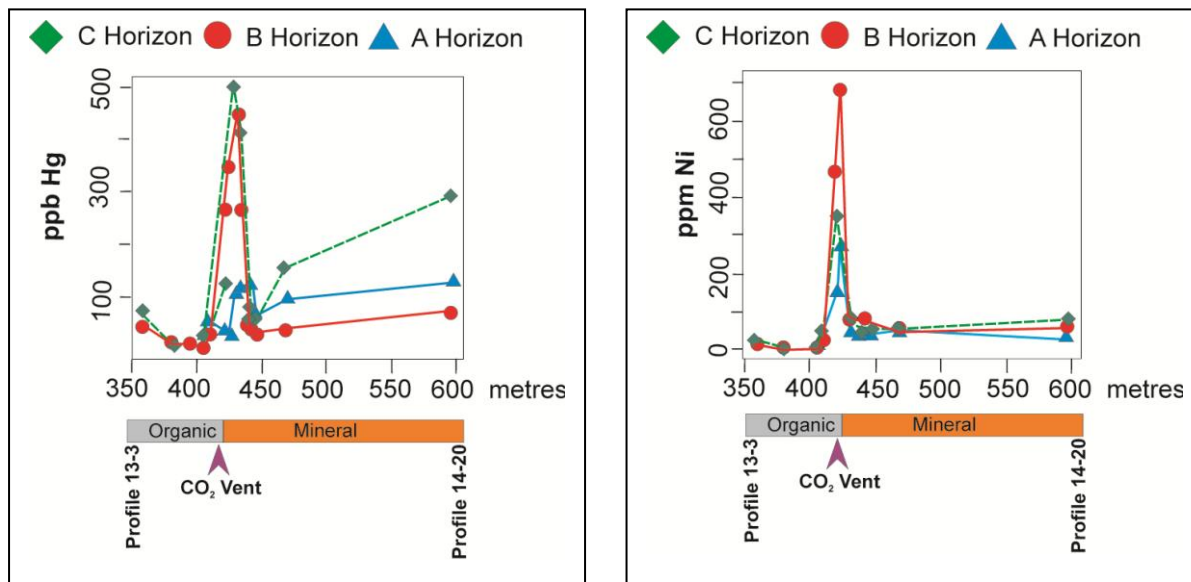 C Horizon B Horizon A Horizon
500
300
100
ppb Hg
350 400 450 500 550 600 metres
Organic Mineral
CO₂ Vent
Profile 13-3
Profile 14-20
C Horizon B Horizon A Horizon
600
400
200
0
ppm Ni
350 400 450 500 550 600 metres
Organic Mineral
CO₂ Vent
Profile 13-3
Profile 14-20